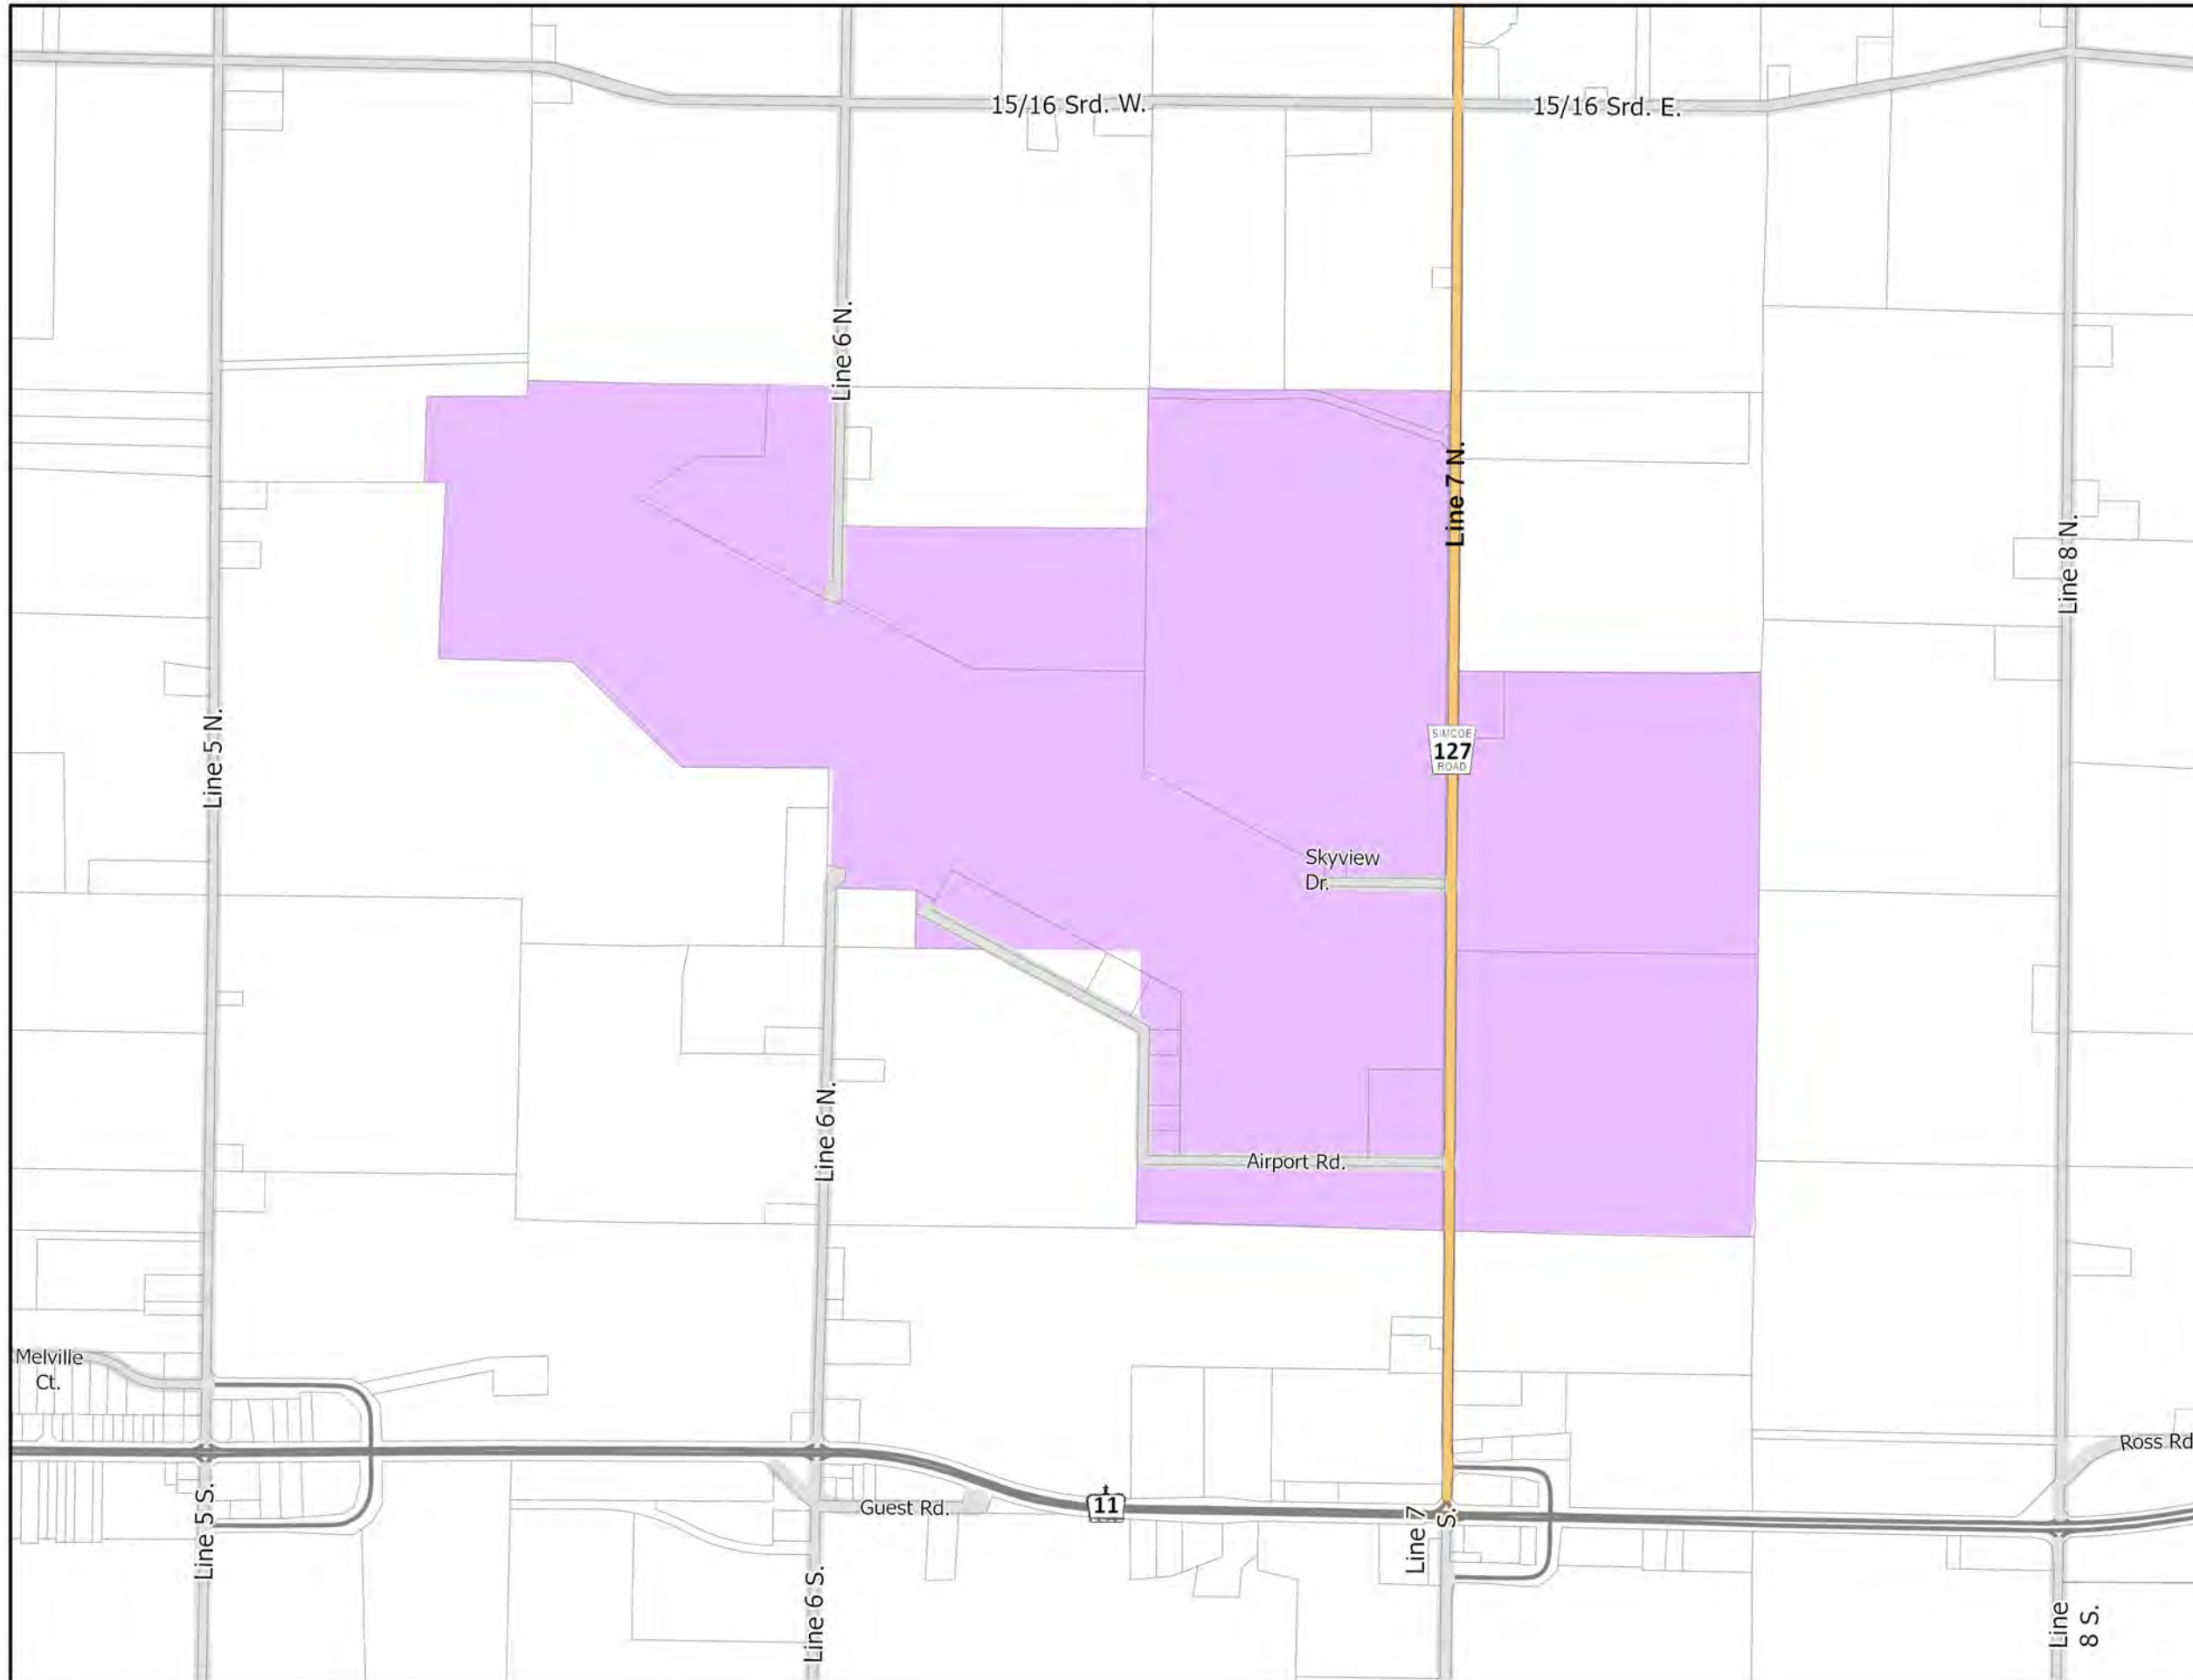 15/16 Srd. W.
15/16 Srd. E.
Line 6 N.
Line 7 N.
Line 8 N.
Line 5 N.
SIMCOE
127
ROAD
Skyview
Dr.
Line 6 N.
Airport Rd.
Melville
Ct.
Ross Rd
Line 5 S.
Guest Rd.
11
Line 7
S.
Line 6 S.
Line
8 S.